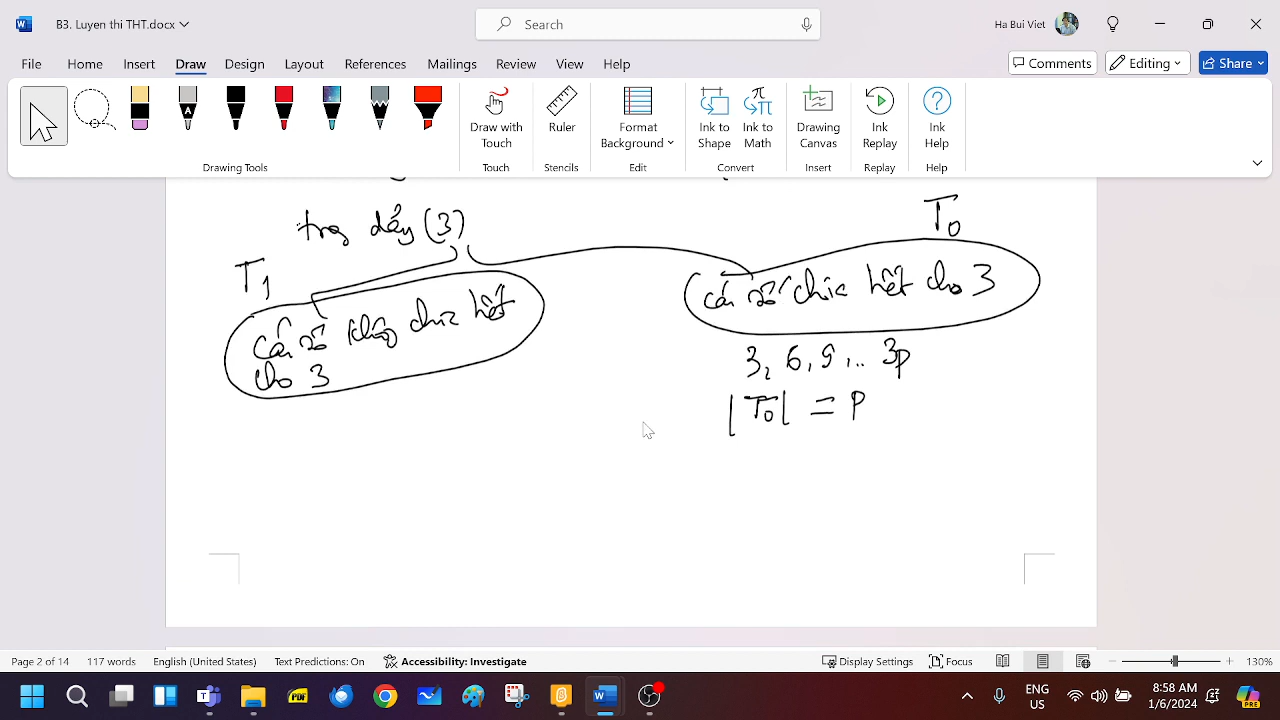 B3. Luyen thi THT.docx
Search
Ha Bui Viet
File Home Insert Draw Design Layout References Mailings Review View Help
Comments Editing Share
Draw with Touch
Ruler
Format Background
Ink to Shape
Ink to Math
Drawing Canvas
Ink Replay
Ink Help
Drawing Tools Touch Stencils Edit Convert Insert Replay Help
dãy (3)
T1
T0
các số không chia hết
cho 3
các số chia hết cho 3
3, 6, 9, .. 3p
|T0| = p
Page 2 of 14 117 words English (United States) Text Predictions: On Accessibility: Investigate Display Settings Focus 130%
PDF
ENG
US
8:58 AM
1/6/2024
PRE